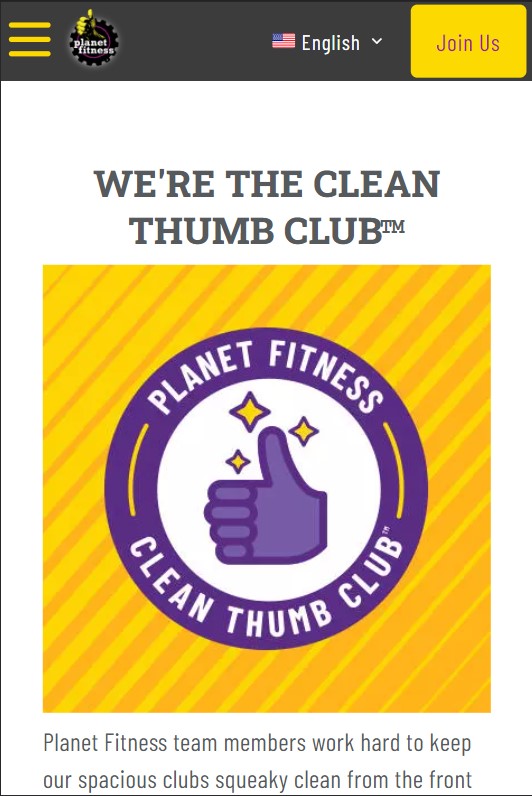 planet
fitness
English
Join Us
WE'RE THE CLEAN
THUMB CLUB™
PLANET FITNESS
CLEAN THUMB CLUB™
Planet Fitness team members work hard to keep
our spacious clubs squeaky clean from the front